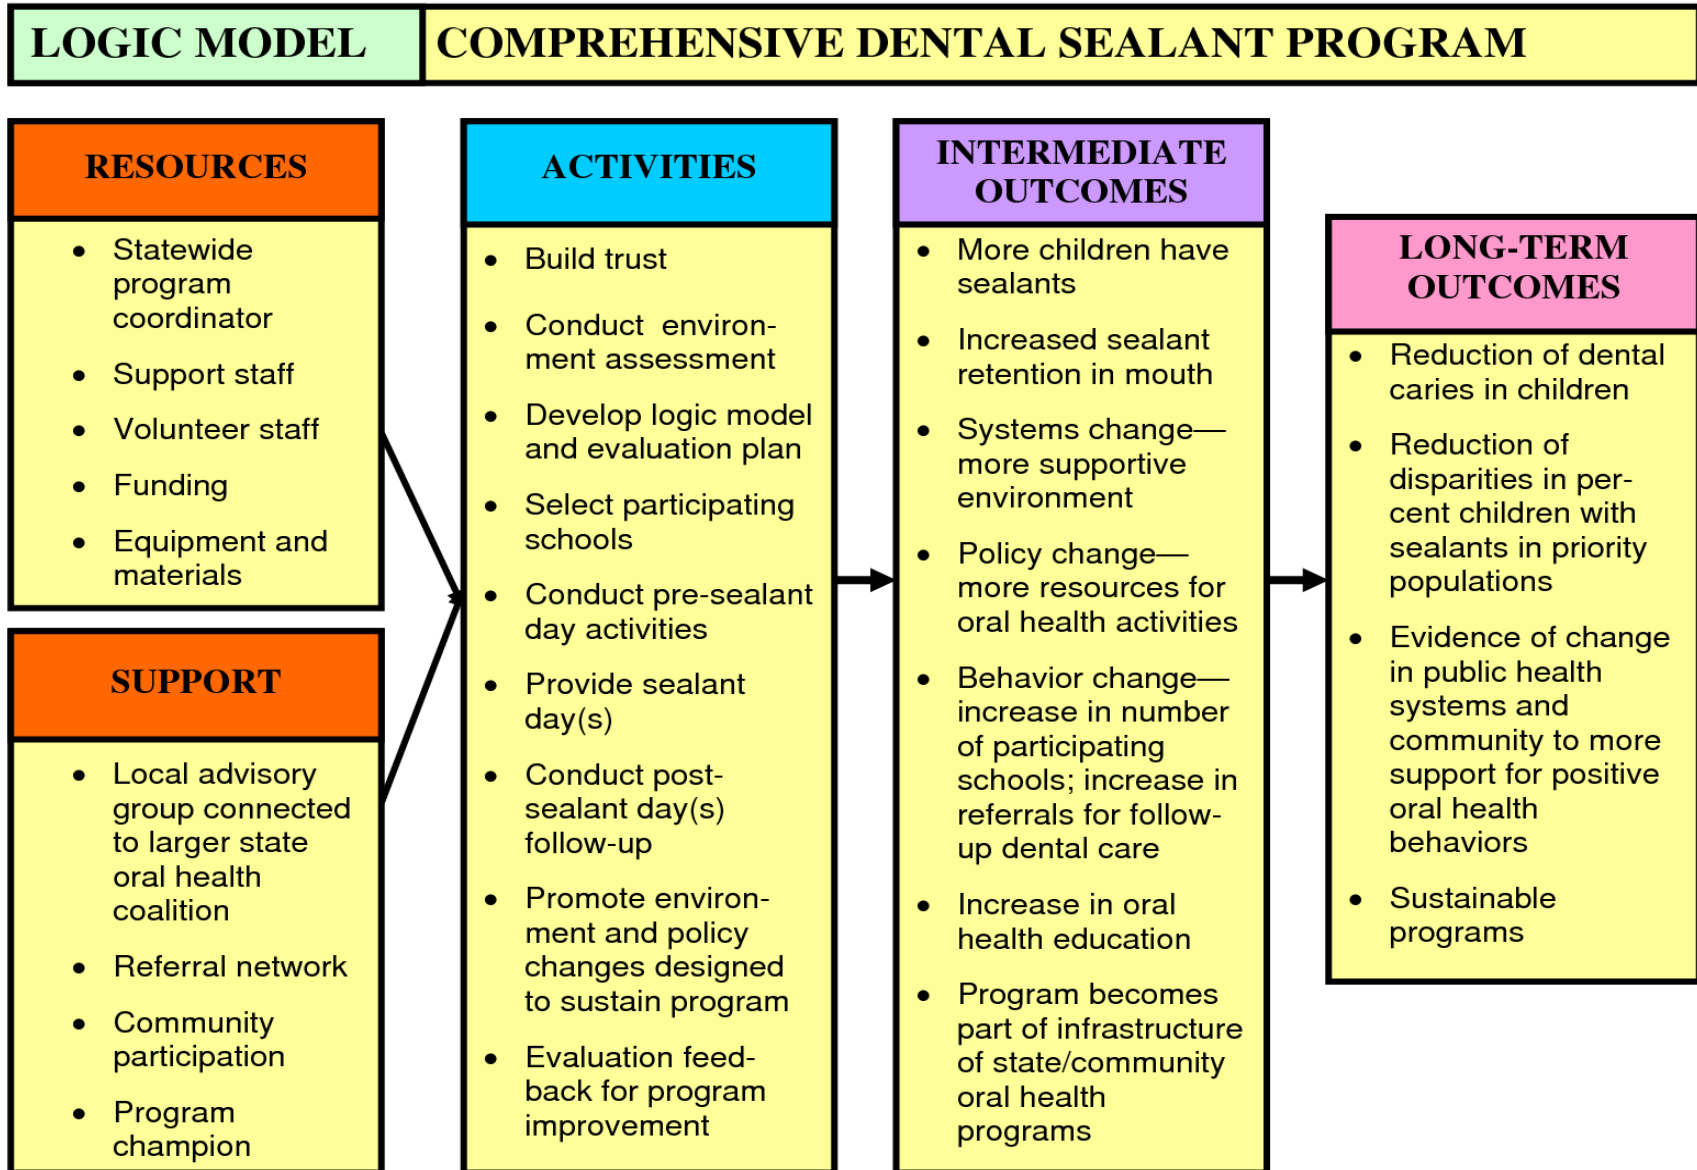 LOGIC MODEL
COMPREHENSIVE DENTAL SEALANT PROGRAM
RESOURCES
• Statewide
program
coordinator
• Support staff
• Volunteer staff
• Funding
• Equipment and
materials
SUPPORT
• Local advisory
group connected
to larger state
oral health
coalition
• Referral network
• Community
participation
• Program
champion
ACTIVITIES
• Build trust
• Conduct environ-
ment assessment
• Develop logic model
and evaluation plan
• Select participating
schools
• Conduct pre-sealant
day activities
• Provide sealant
day(s)
• Conduct post-
sealant day(s)
follow-up
• Promote environ-
ment and policy
changes designed
to sustain program
• Evaluation feed-
back for program
improvement
INTERMEDIATE
OUTCOMES
• More children have
sealants
• Increased sealant
retention in mouth
• Systems change—
more supportive
environment
• Policy change—
more resources for
oral health activities
• Behavior change—
increase in number
of participating
schools; increase in
referrals for follow-
up dental care
• Increase in oral
health education
• Program becomes
part of infrastructure
of state/community
oral health
programs
LONG-TERM
OUTCOMES
• Reduction of dental
caries in children
• Reduction of
disparities in per-
cent children with
sealants in priority
populations
• Evidence of change
in public health
systems and
community to more
support for positive
oral health
behaviors
• Sustainable
programs